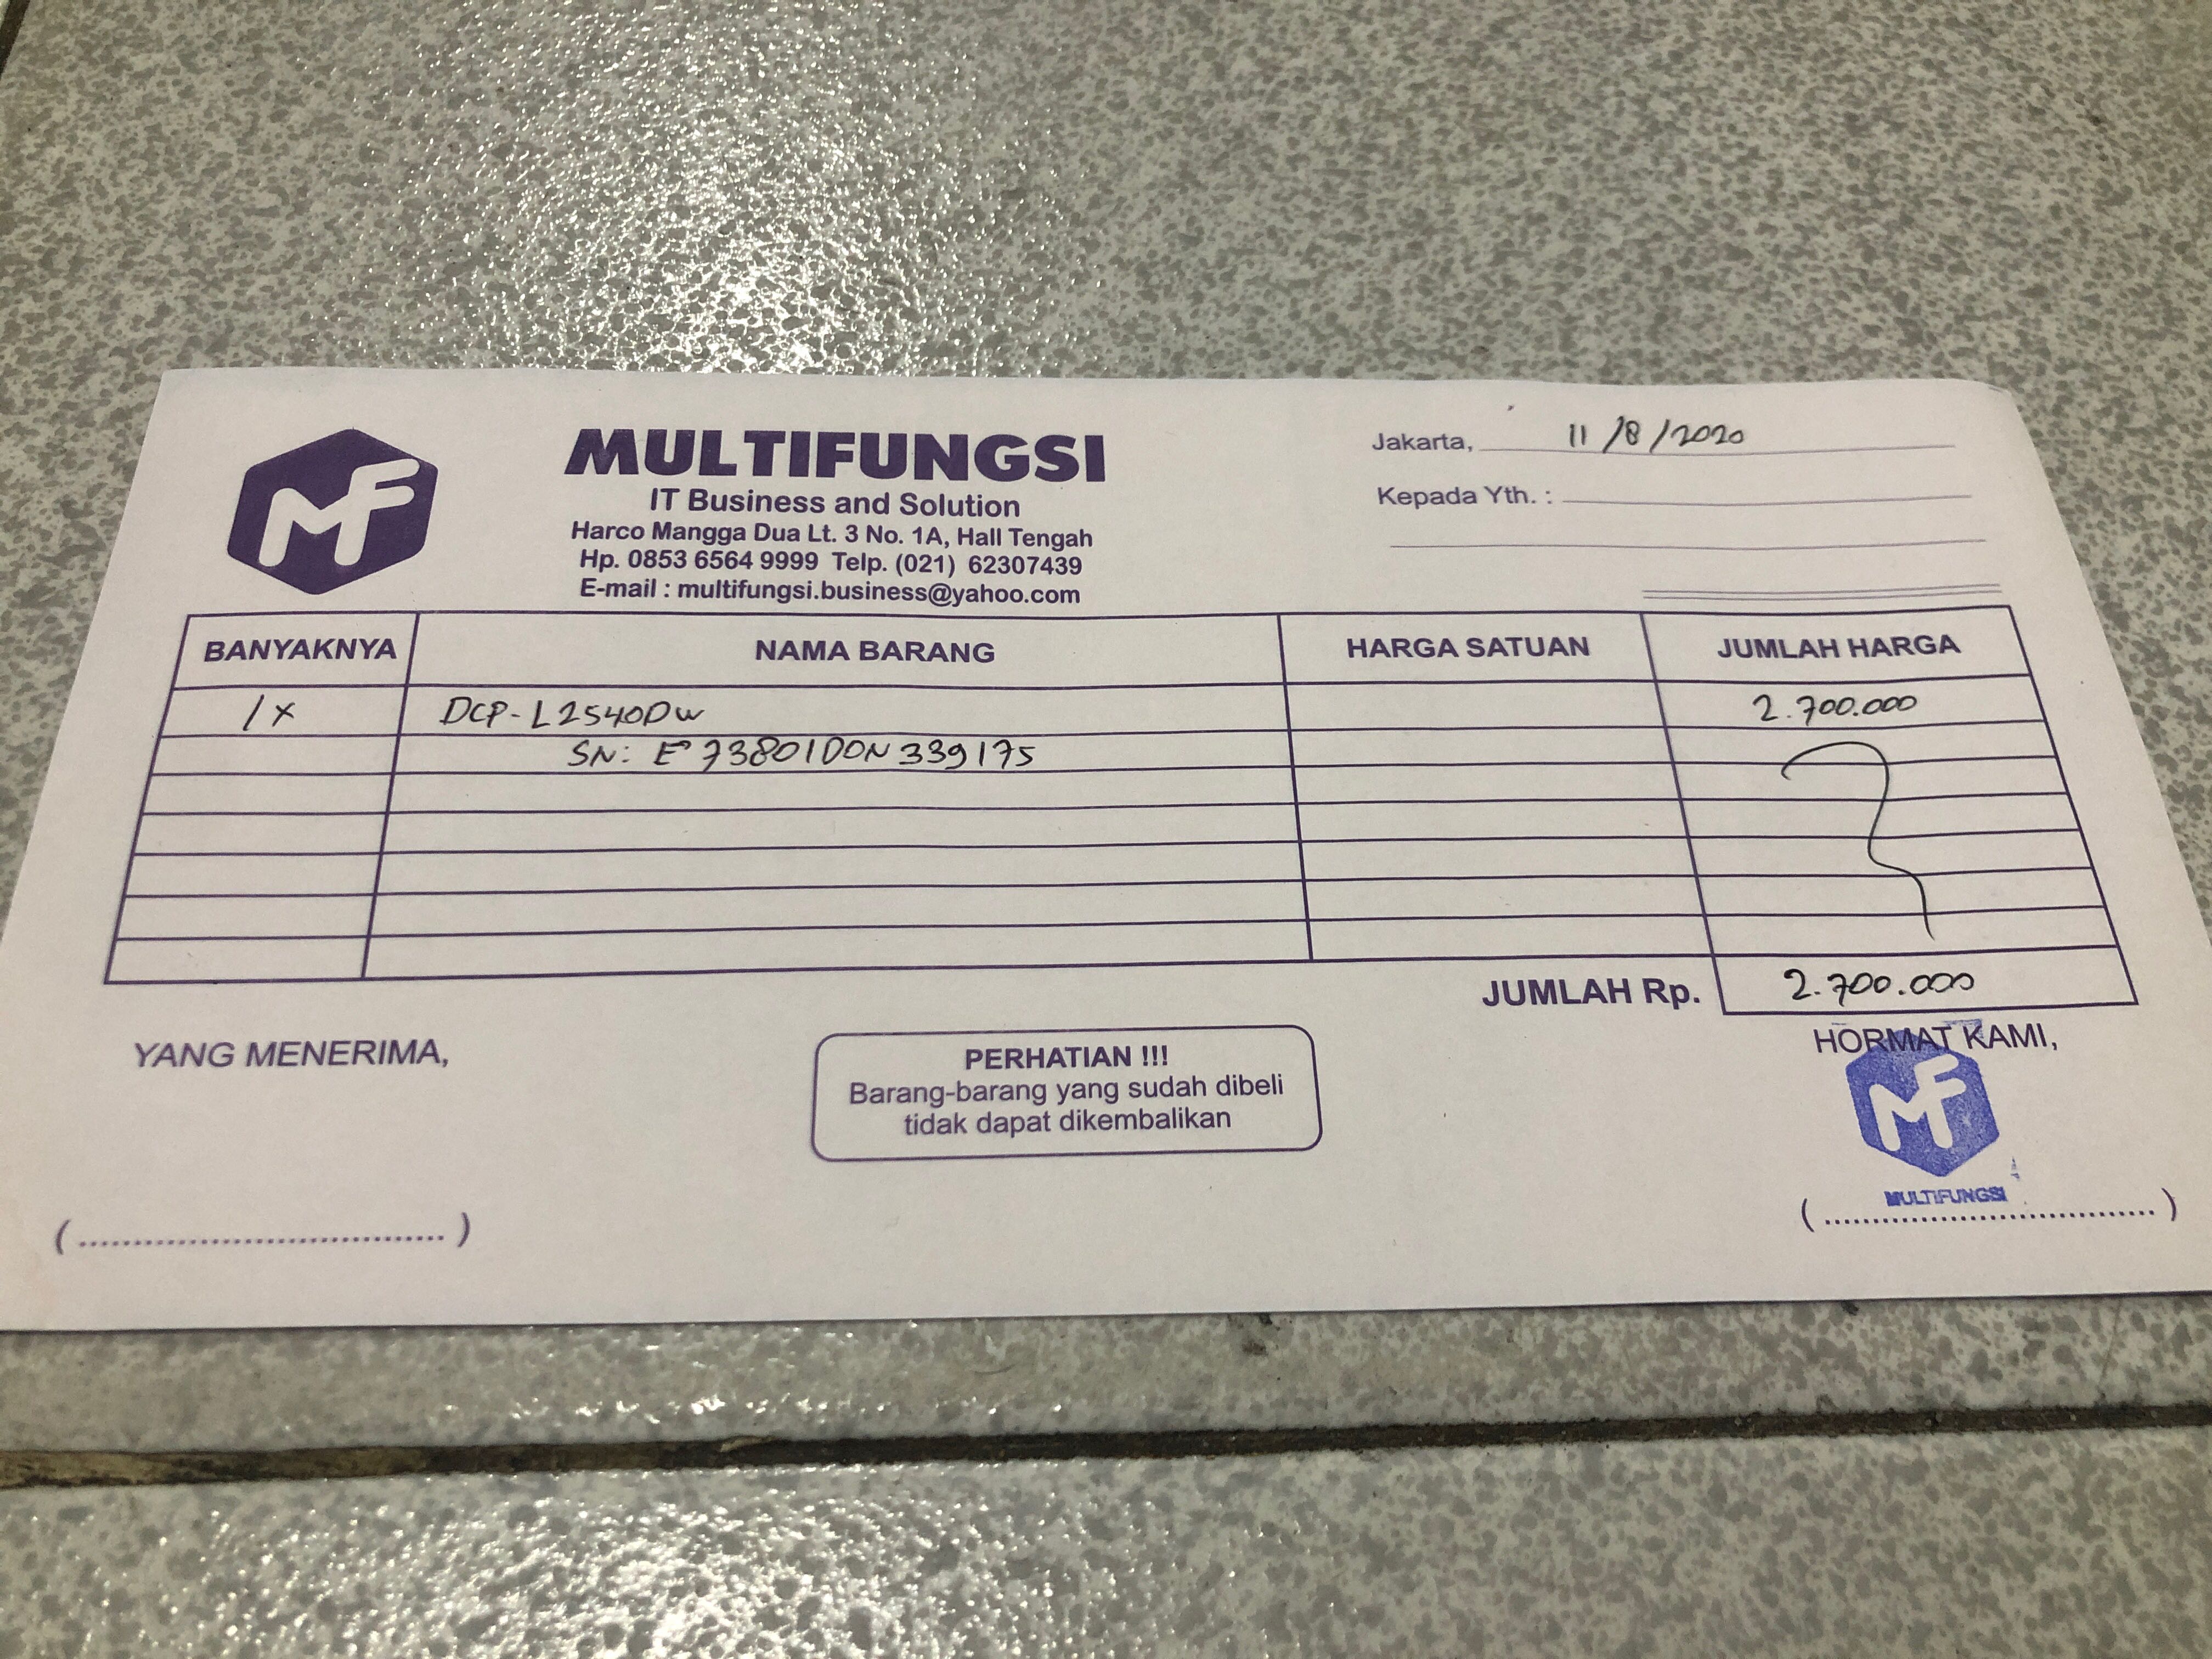 MF
MULTIFUNGSI
IT Business and Solution
Harco Mangga Dua Lt. 3 No. 1A, Hall Tengah
Hp. 0853 6564 9999 Telp. (021) 62307439
E-mail : multifungsi.business@yahoo.com
Jakarta, 11/8/2020
Kepada Yth. :
BANYAKNYA NAMA BARANG HARGA SATUAN JUMLAH HARGA
1x DCP-L2540DW 2.700.000
SN: E73801D0N339175
JUMLAH Rp. 2.700.000
YANG MENERIMA,
PERHATIAN !!!
Barang-barang yang sudah dibeli
tidak dapat dikembalikan
HORMAT KAMI,
MF
MULTIFUNGSI
(..................................)
(..................................)